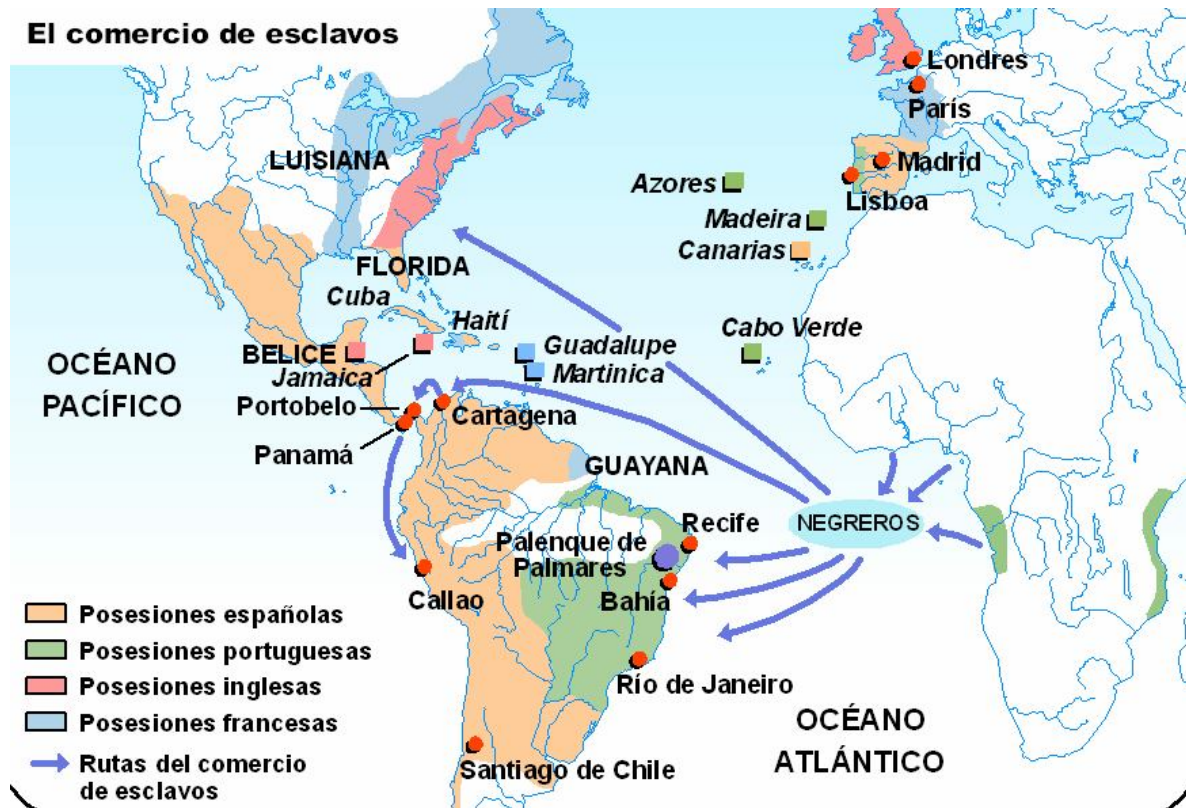 El comercio de esclavos
Londres
París
LUISIANA
Madrid
Azores
Lisboa
Madeira
Canarias
FLORIDA
Cuba
Haití
Cabo Verde
OCÉANO
PACÍFICO
BELICE
Jamaica
Guadalupe
Martinica
Portobelo
Cartagena
Panamá
GUAYANA
NEGREROS
Recife
Palenque de
Palmares
Callao
Bahía
Río de Janeiro
OCÉANO
ATLÁNTICO
Santiago de Chile
Posesiones españolas
Posesiones portuguesas
Posesiones inglesas
Posesiones francesas
Rutas del comercio
de esclavos